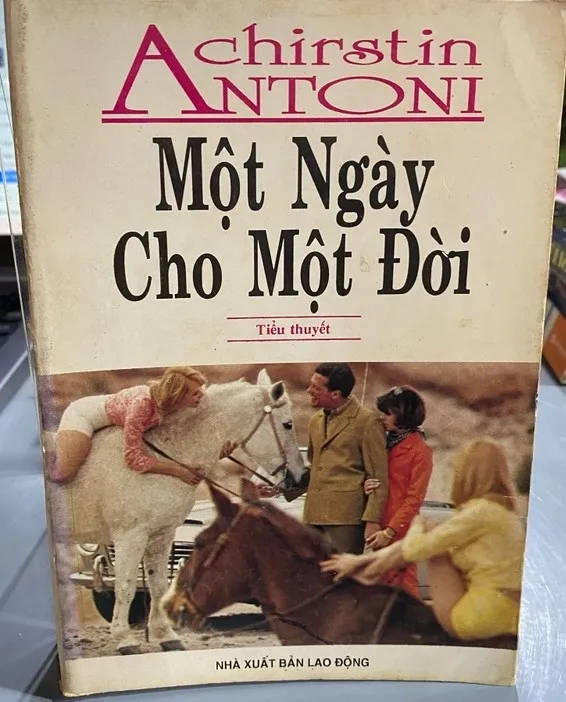 Achirstin
ANTONI
Một Ngày
Cho Một Đời
Tiểu thuyết
NHÀ XUẤT BẢN LAO ĐỘNG